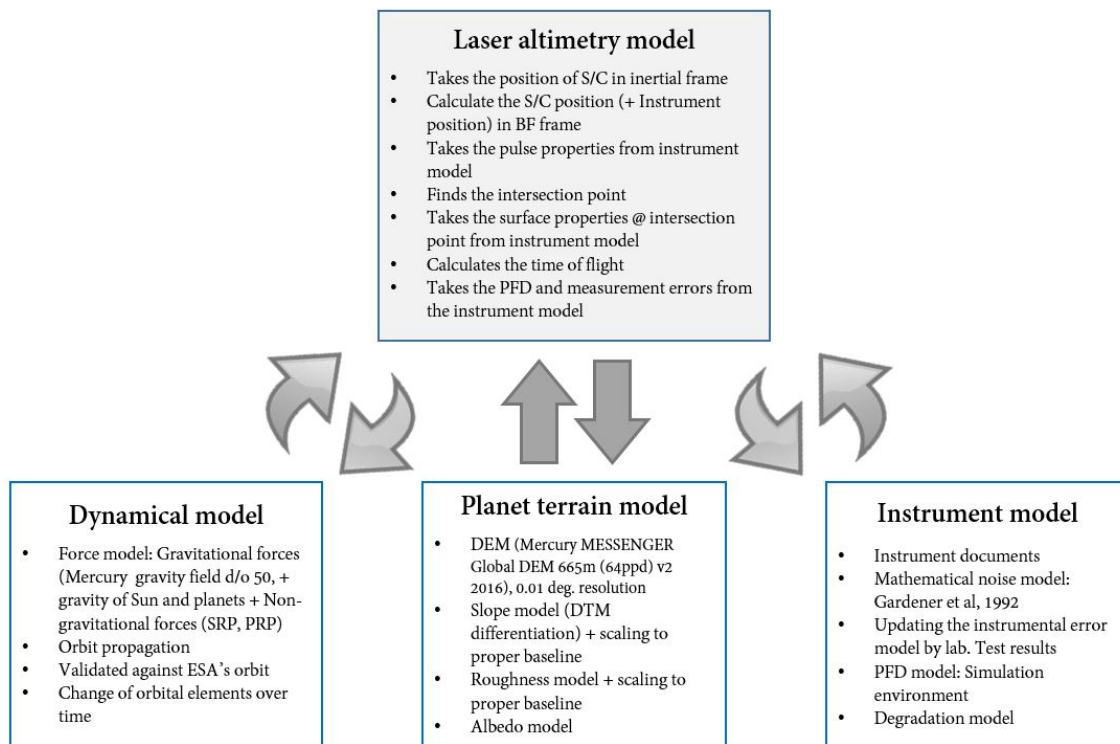 Laser altimetry model
• Takes the position of S/C in inertial frame
• Calculate the S/C position (+ Instrument
position) in BF frame
• Takes the pulse properties from instrument
model
• Finds the intersection point
• Takes the surface properties @ intersection
point from instrument model
• Calculates the time of flight
• Takes the PFD and measurement errors from
the instrument model
Dynamical model
• Force model: Gravitational forces
(Mercury gravity field d/o 50, +
gravity of Sun and planets + Non-
gravitational forces (SRP, PRP)
• Orbit propagation
• Validated against ESA's orbit
• Change of orbital elements over
time
Planet terrain model
• DEM (Mercury MESSENGER
Global DEM 665m (64ppd) v2
2016), 0.01 deg. resolution
• Slope model (DTM
differentiation) + scaling to
proper baseline
• Roughness model + scaling to
proper baseline
• Albedo model
Instrument model
• Instrument documents
• Mathematical noise model:
Gardener et al, 1992
• Updating the instrumental error
model by lab. Test results
• PFD model: Simulation
environment
• Degradation model